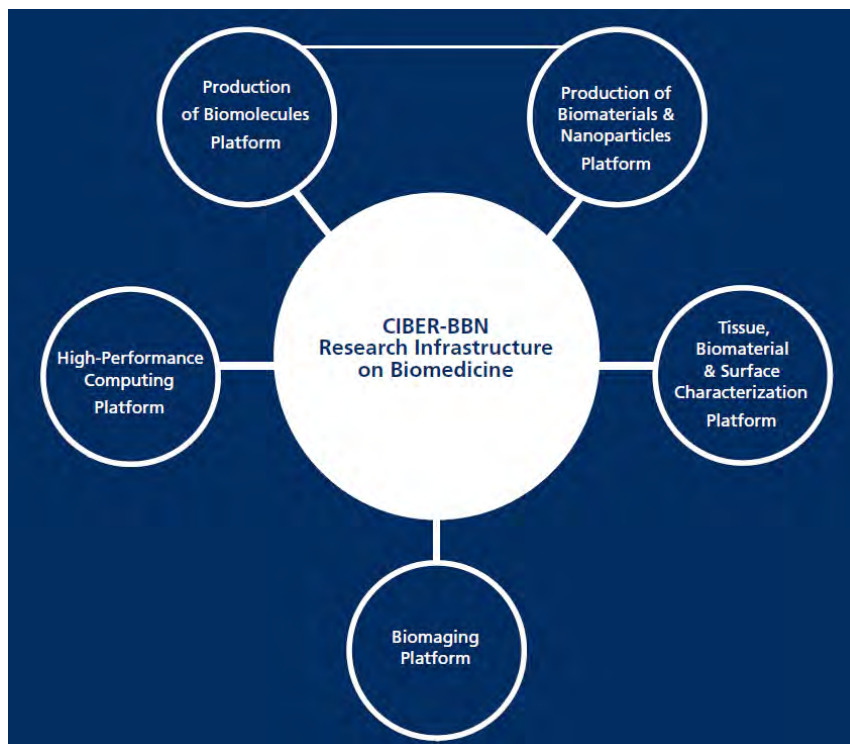 Production
of Biomolecules
Platform
Production of
Biomaterials &
Nanoparticles
Platform
CIBER-BBN
Research Infrastructure
on Biomedicine
High-Performance
Computing
Platform
Tissue,
Biomaterial
& Surface
Characterization
Platform
Biomaging
Platform